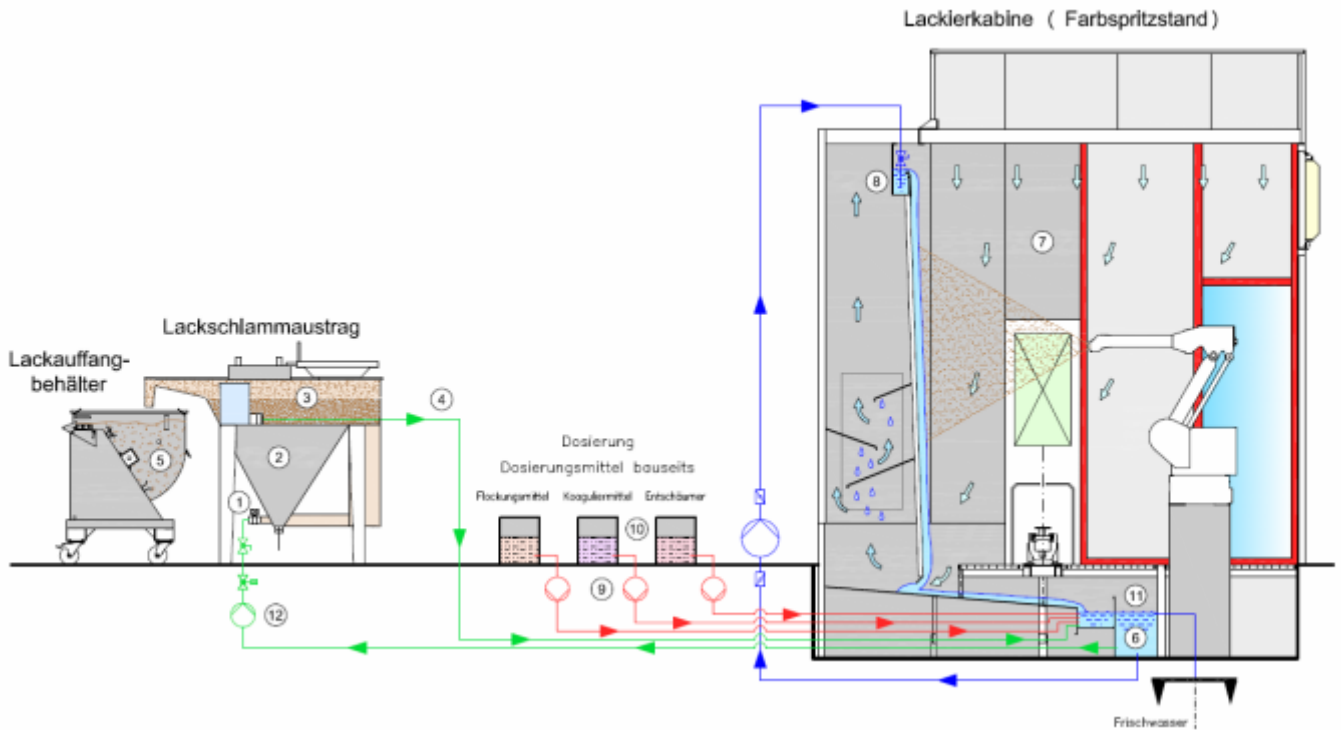 Lackierkabine ( Farbspritzstand )
8
7
Lackschlammaustrag
Lackauffang-
behälter
3
4
2
5
1
Dosierung
Dosierungsmittel bauseits
Flockungsmittel Koaguliermittel Entschäumer
10
9
12
11
6
Frischwasser